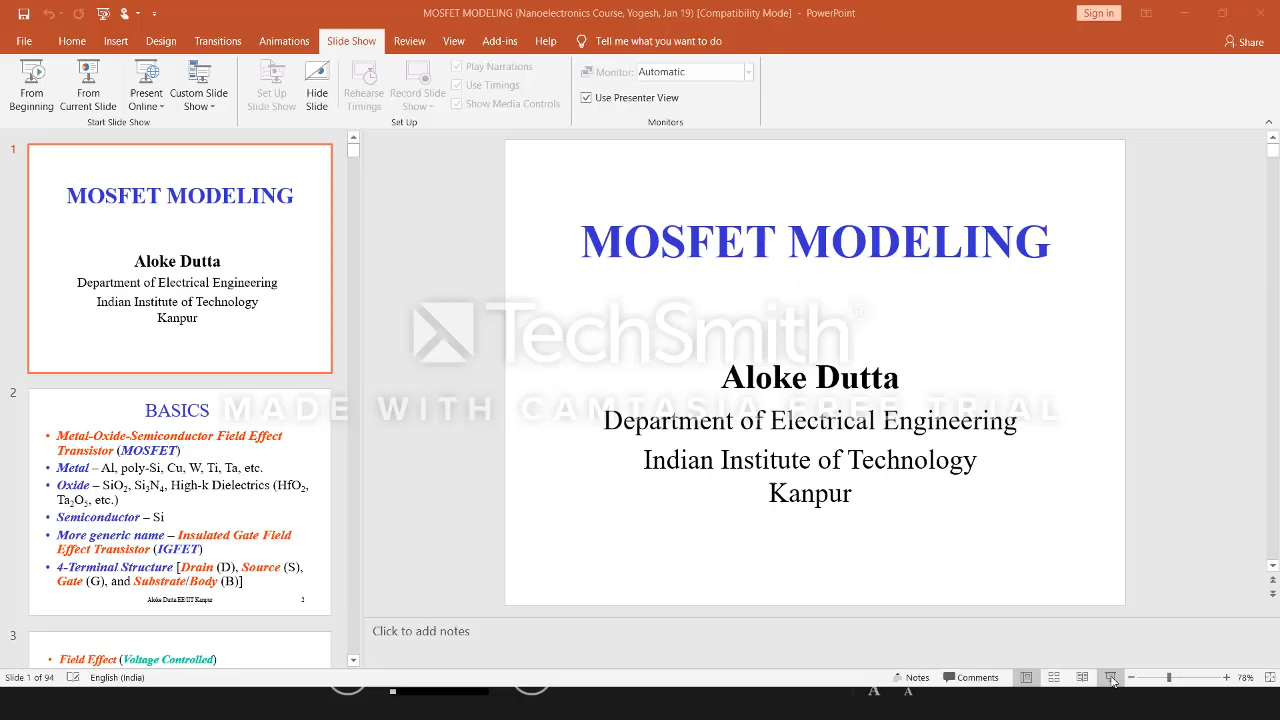 MOSFET MODELING (Nanoelectronics Course, Yogesh, Jan 19) [Compatibility Mode] - PowerPoint
Sign in
File Home Insert Design Transitions Animations Slide Show Review View Add-ins Help Tell me what you want to do
Share
From Beginning
From Current Slide
Present Online
Custom Slide Show
Set Up Slide Show
Hide Slide
Rehearse Timings
Record Slide Show
Play Narrations
Use Timings
Show Media Controls
Monitor: Automatic
Use Presenter View
Start Slide Show
Set Up
Monitors
1
MOSFET MODELING
Aloke Dutta
Department of Electrical Engineering
Indian Institute of Technology
Kanpur
2
BASICS
• Metal-Oxide-Semiconductor Field Effect
Transistor (MOSFET)
• Metal – Al, poly-Si, Cu, W, Ti, Ta, etc.
• Oxide – SiO2, Si3N4, High-k Dielectrics (HfO2,
Ta2O5, etc.)
• Semiconductor – Si
• More generic name – Insulated Gate Field
Effect Transistor (IGFET)
• 4-Terminal Structure [Drain (D), Source (S),
Gate (G), and Substrate/Body (B)]
Aloke Dutta/EE/IIT Kanpur 2
3
• Field Effect (Voltage Controlled)
MOSFET MODELING
Aloke Dutta
Department of Electrical Engineering
Indian Institute of Technology
Kanpur
TechSmith®
MADE WITH CAMTASIA FREE TRIAL
Click to add notes
Slide 1 of 94 English (India) Notes Comments 78%
A A